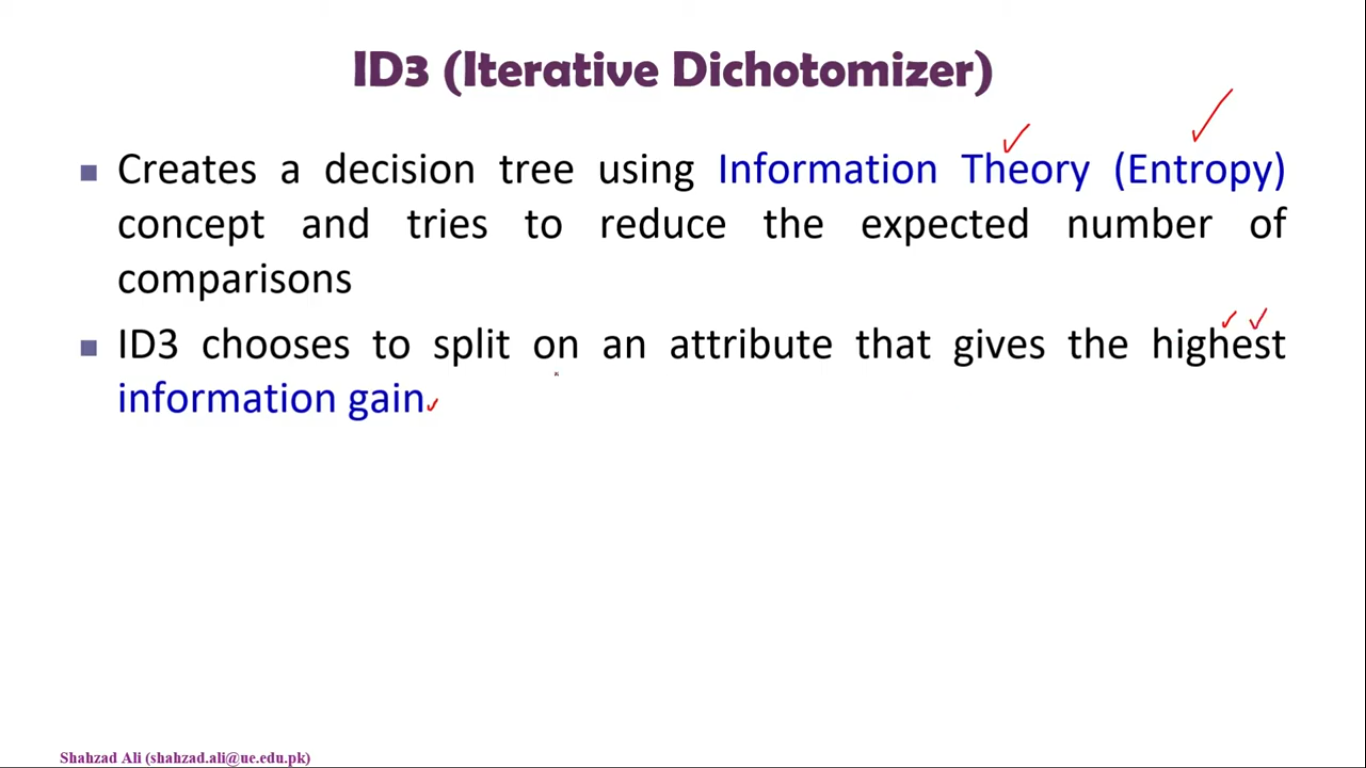 ID3 (Iterative Dichotomizer)
Creates a decision tree using Information Theory (Entropy)
concept and tries to reduce the expected number of
comparisons
ID3 chooses to split on an attribute that gives the highest
information gain.
Shahzad Ali (shahzad.ali@ue.edu.pk)